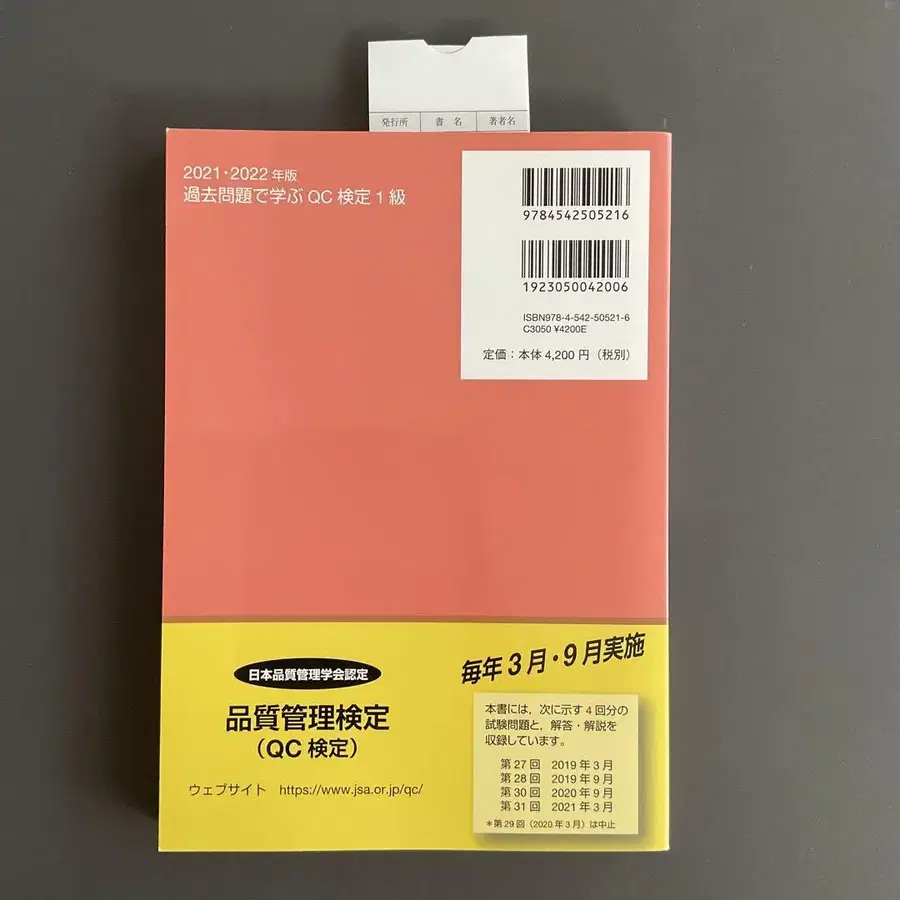 発行所 書 名 著者名
2021・2022年版
過去問題で学ぶQC検定1級
9784542505216
1923050042006
ISBN978-4-542-50521-6
C3050 ¥4200E
定価：本体4,200円（税別）
毎年3月・9月実施
日本品質管理学会認定
品質管理検定
（QC検定）
ウェブサイト https://www.jsa.or.jp/qc/
本書には，次に示す4回分の
試験問題と，解答・解説を
収録しています。
第27回 2019年3月
第28回 2019年9月
第30回 2020年9月
第31回 2021年3月
＊第29回（2020年3月）は中止